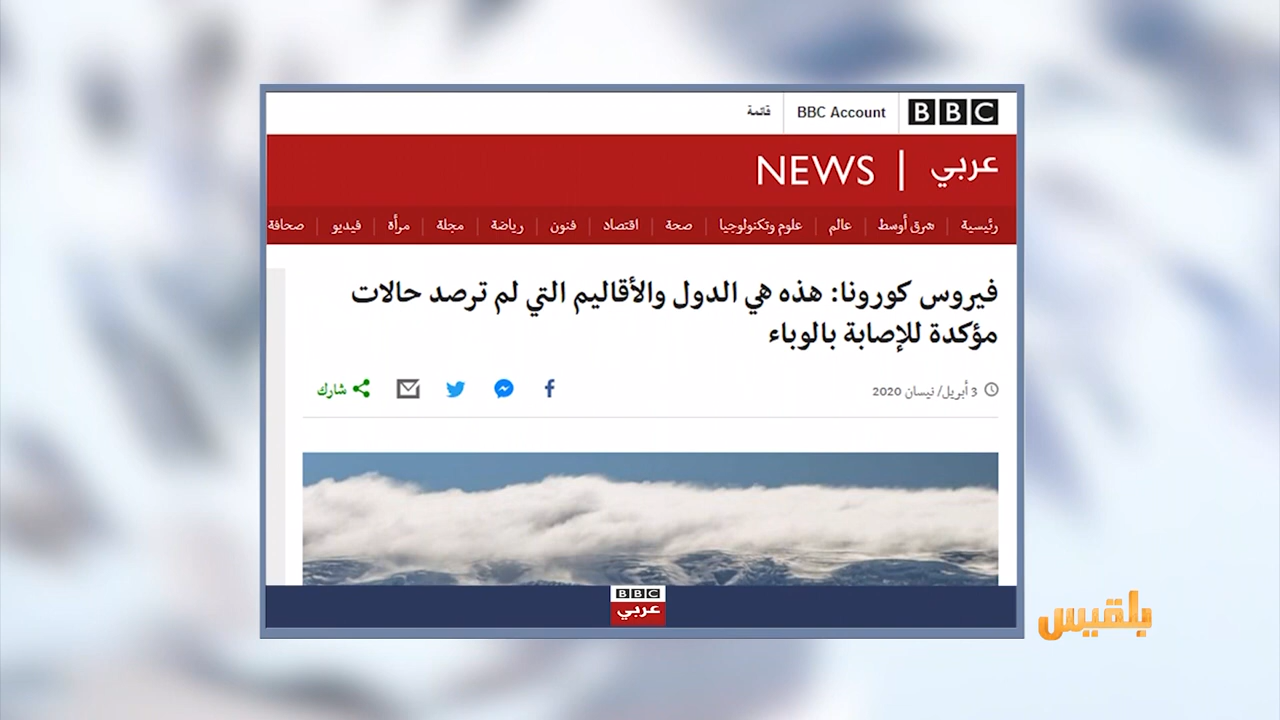 BBC
BBC Account
قائمة
عربي | NEWS
رئيسية | شرق أوسط | عالم | علوم وتكنولوجيا | صحة | اقتصاد | فنون | رياضة | مجلة | مرأة | فيديو | صحافة
فيروس كورونا: هذه هي الدول والأقاليم التي لم ترصد حالات
مؤكدة للإصابة بالوباء
3 أبريل/ نيسان 2020
شارك
BBC
عربي
بلقيس